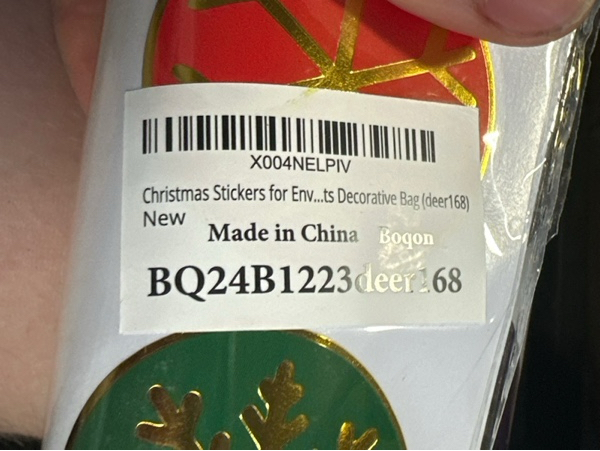 X004NELPIV
Christmas Stickers for Env...ts Decorative Bag (deer168)
New
Made in China Boqon
BQ24B1223deer168